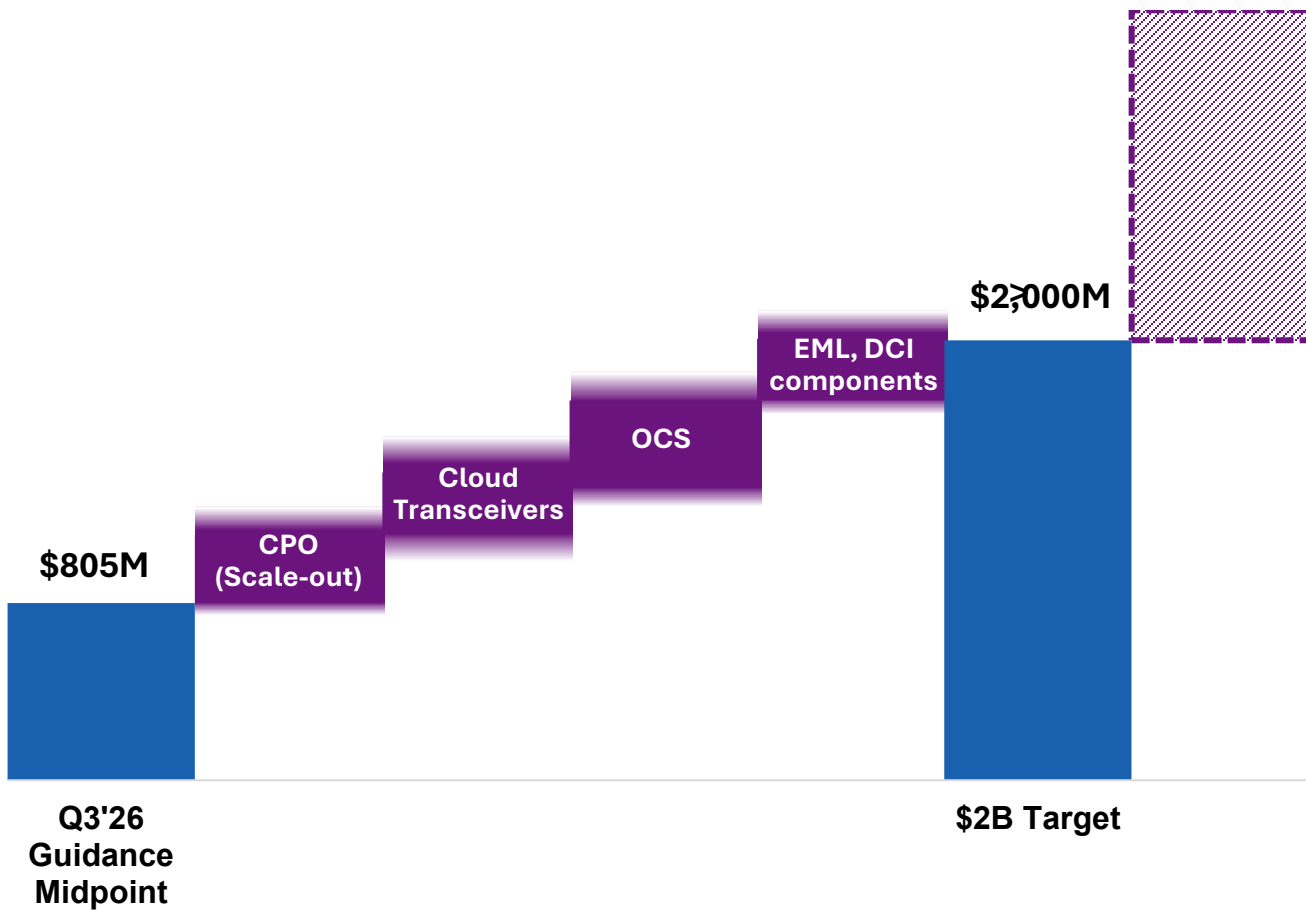 $2,000M
EML, DCI
components
OCS
Cloud
Transceivers
$805M
CPO
(Scale-out)
Q3'26
Guidance
Midpoint
$2B Target